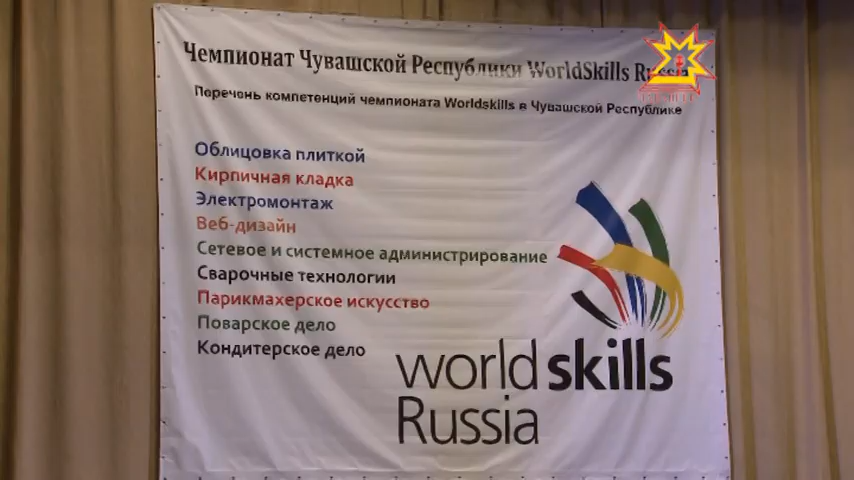 Чемпионат Чувашской Республики WorldSkills Russia
Перечень компетенций чемпионата Worldskills в Чувашской Республике
Облицовка плиткой
Кирпичная кладка
Электромонтаж
Веб-дизайн
Сетевое и системное администрирование
Сварочные технологии
Парикмахерское искусство
Поварское дело
Кондитерское дело
world skills
Russia